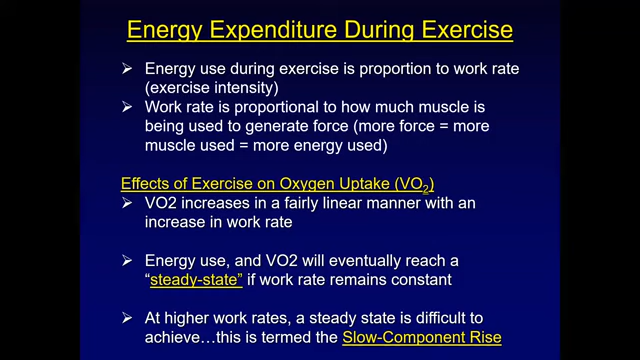 Energy Expenditure During Exercise
➢ Energy use during exercise is proportion to work rate
(exercise intensity)
➢ Work rate is proportional to how much muscle is
being used to generate force (more force = more
muscle used = more energy used)
Effects of Exercise on Oxygen Uptake (VO₂)
➢ VO2 increases in a fairly linear manner with an
increase in work rate
➢ Energy use, and VO2 will eventually reach a
“steady-state” if work rate remains constant
➢ At higher work rates, a steady state is difficult to
achieve…this is termed the Slow-Component Rise